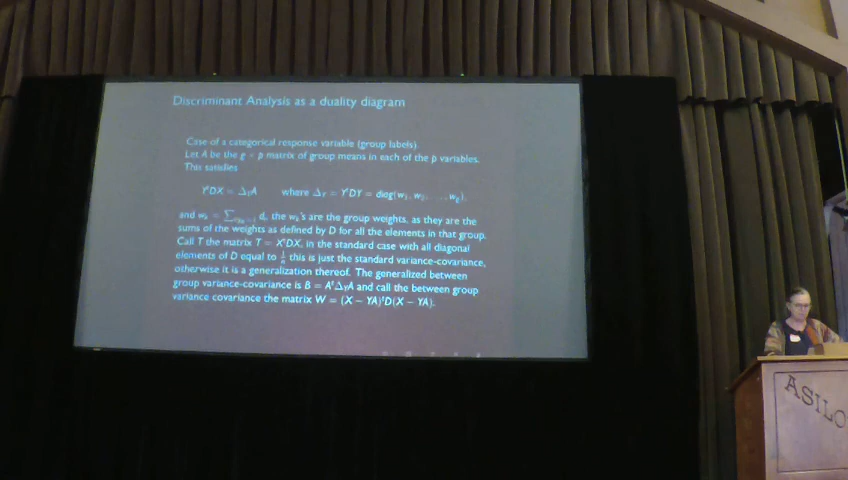 Discriminant Analysis as a duality diagram
Case of a categorical response variable (group labels).
Let A be the g × p matrix of group means in each of the p variables.
This satisfies
Y'DX = Δ_Y A where Δ_Y = Y'DY = diag(w₁, w₂, ..., w_g),
and w_k = ∑ d, the w_k's are the group weights, as they are the
sums of the weights as defined by D for all the elements in that group.
Call T the matrix T = X'DX, in the standard case with all diagonal
elements of D equal to 1/n this is just the standard variance-covariance,
otherwise it is a generalization thereof. The generalized between
group variance-covariance is B = A'Δ_Y A and call the between group
variance covariance the matrix W = (X − YA)'D(X − YA).
ASILO